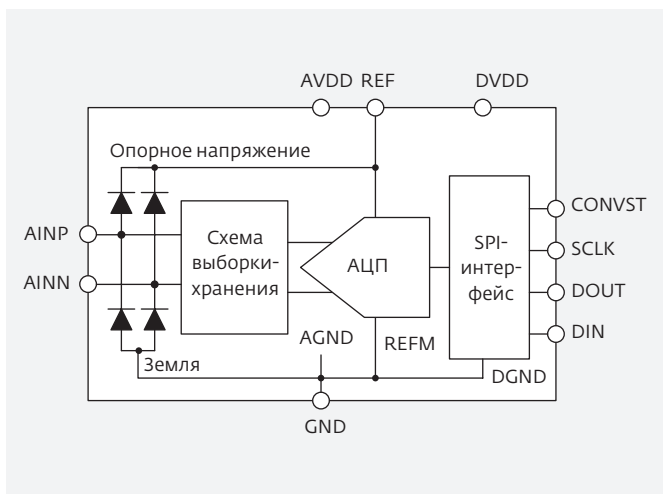 AVDD REF DVDD
Опорное напряжение
CONVST
AINP
Схема
выборки-
хранения
АЦП
SPI-
интер-
фейс
SCLK
AINN
DOUT
DIN
AGND
REFM
Земля
DGND
GND